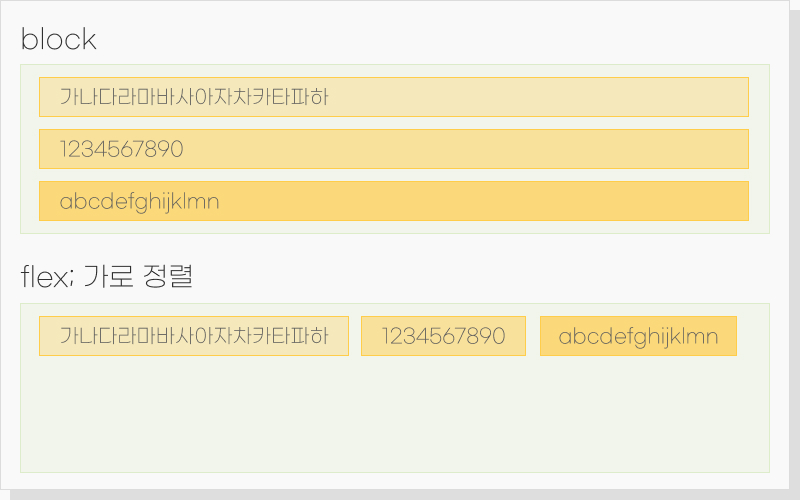 block
가나다라마바사아자차카타파하
1234567890
abcdefghijklmn
flex; 가로 정렬
가나다라마바사아자차카타파하 1234567890 abcdefghijklmn